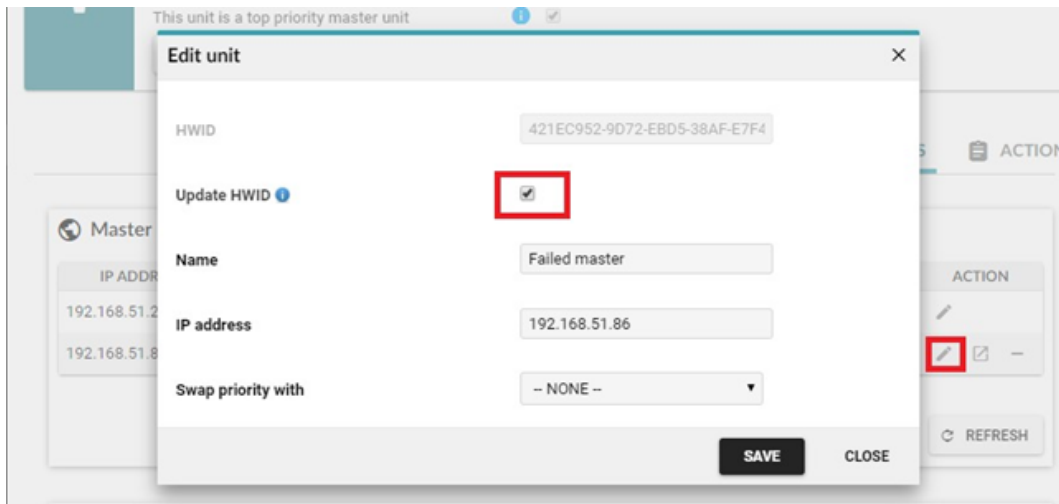 This unit is a top priority master unit
Edit unit
HWID
421EC952-9D72-EBD5-38AF-E7F4
Update HWID
ACTION
Master
Name
Failed master
IP ADDR
ACTION
192.168.51.2
IP address
192.168.51.86
192.168.51.8
Swap priority with
-- NONE --
REFRESH
SAVE
CLOSE